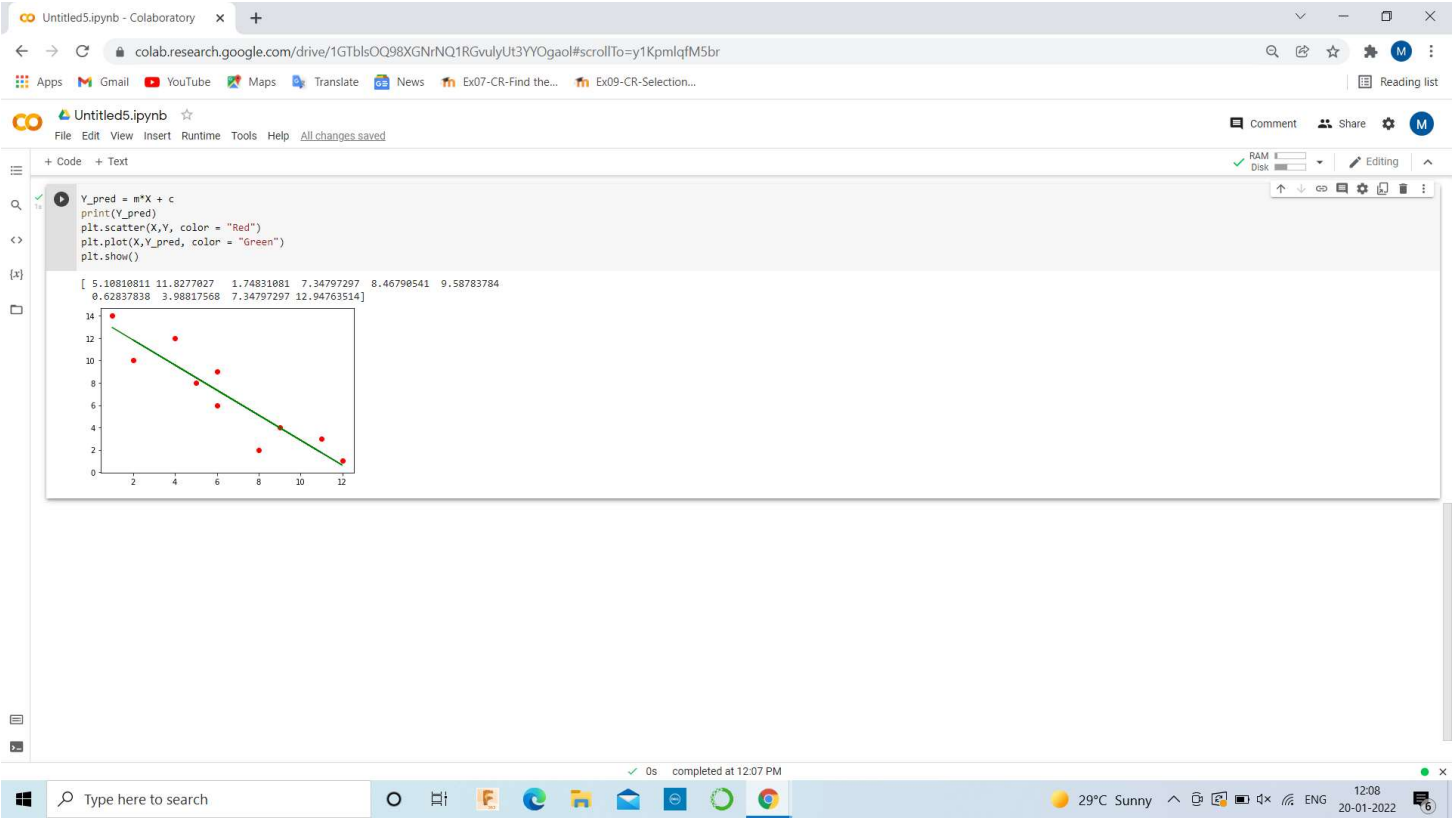 Untitled5.ipynb - Colaboratory
colab.research.google.com/drive/1GTblsOQ98XGNrNQ1RGvulyUt3YYOgaol#scrollTo=y1KpmlqfM5br
M
Apps Gmail YouTube Maps Translate News Ex07-CR-Find the... Ex09-CR-Selection... Reading list
Untitled5.ipynb
File Edit View Insert Runtime Tools Help All changes saved
Comment Share M
+ Code + Text
RAM
Disk
Editing
1s
{x}
Y_pred = m*X + c
print(Y_pred)
plt.scatter(X,Y, color = "Red")
plt.plot(X,Y_pred, color = "Green")
plt.show()
[ 5.10810811 11.8277027 1.74831081 7.34797297 8.46790541 9.58783784
0.62837838 3.98817568 7.34797297 12.94763514]
14
12
10
8
6
4
2
0
2 4 6 8 10 12
0s completed at 12:07 PM
Type here to search
29°C Sunny ENG
12:08
20-01-2022
6